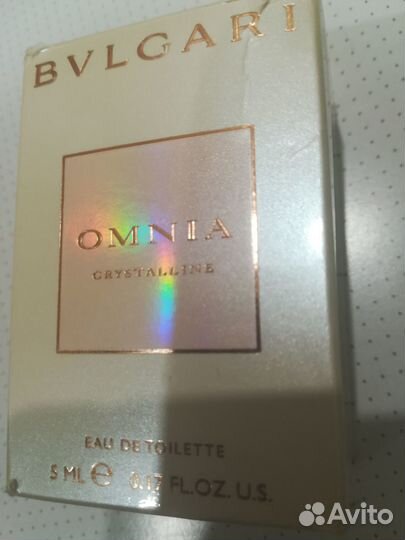 BVLGARI
OMNIA
CRYSTALLINE
EAU DE TOILETTE
5 ML ℮ 0.17 FL.OZ. U.S.
Avito